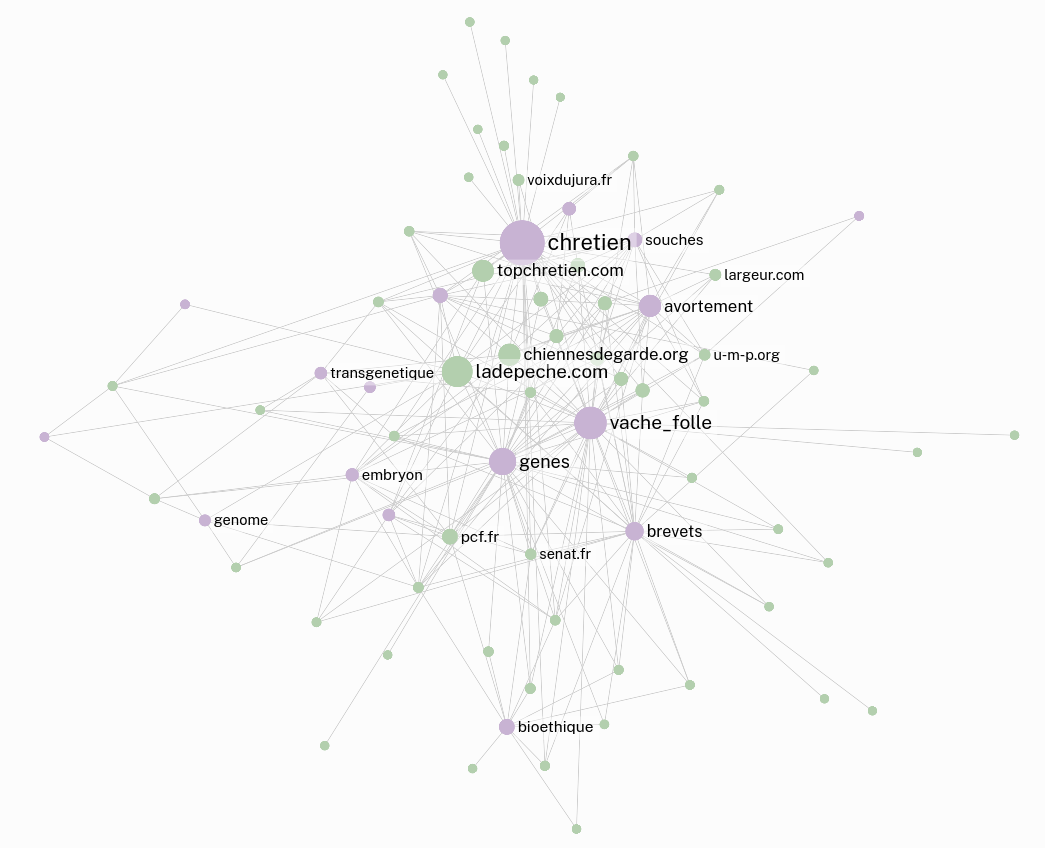 voixdujura.fr
chretien
souches
topchretien.com
largeur.com
avortement
chiennesdegarde.org
u-m-p.org
transgenetique
ladepeche.com
vache_folle
genes
embryon
genome
brevets
pcf.fr
senat.fr
bioethique